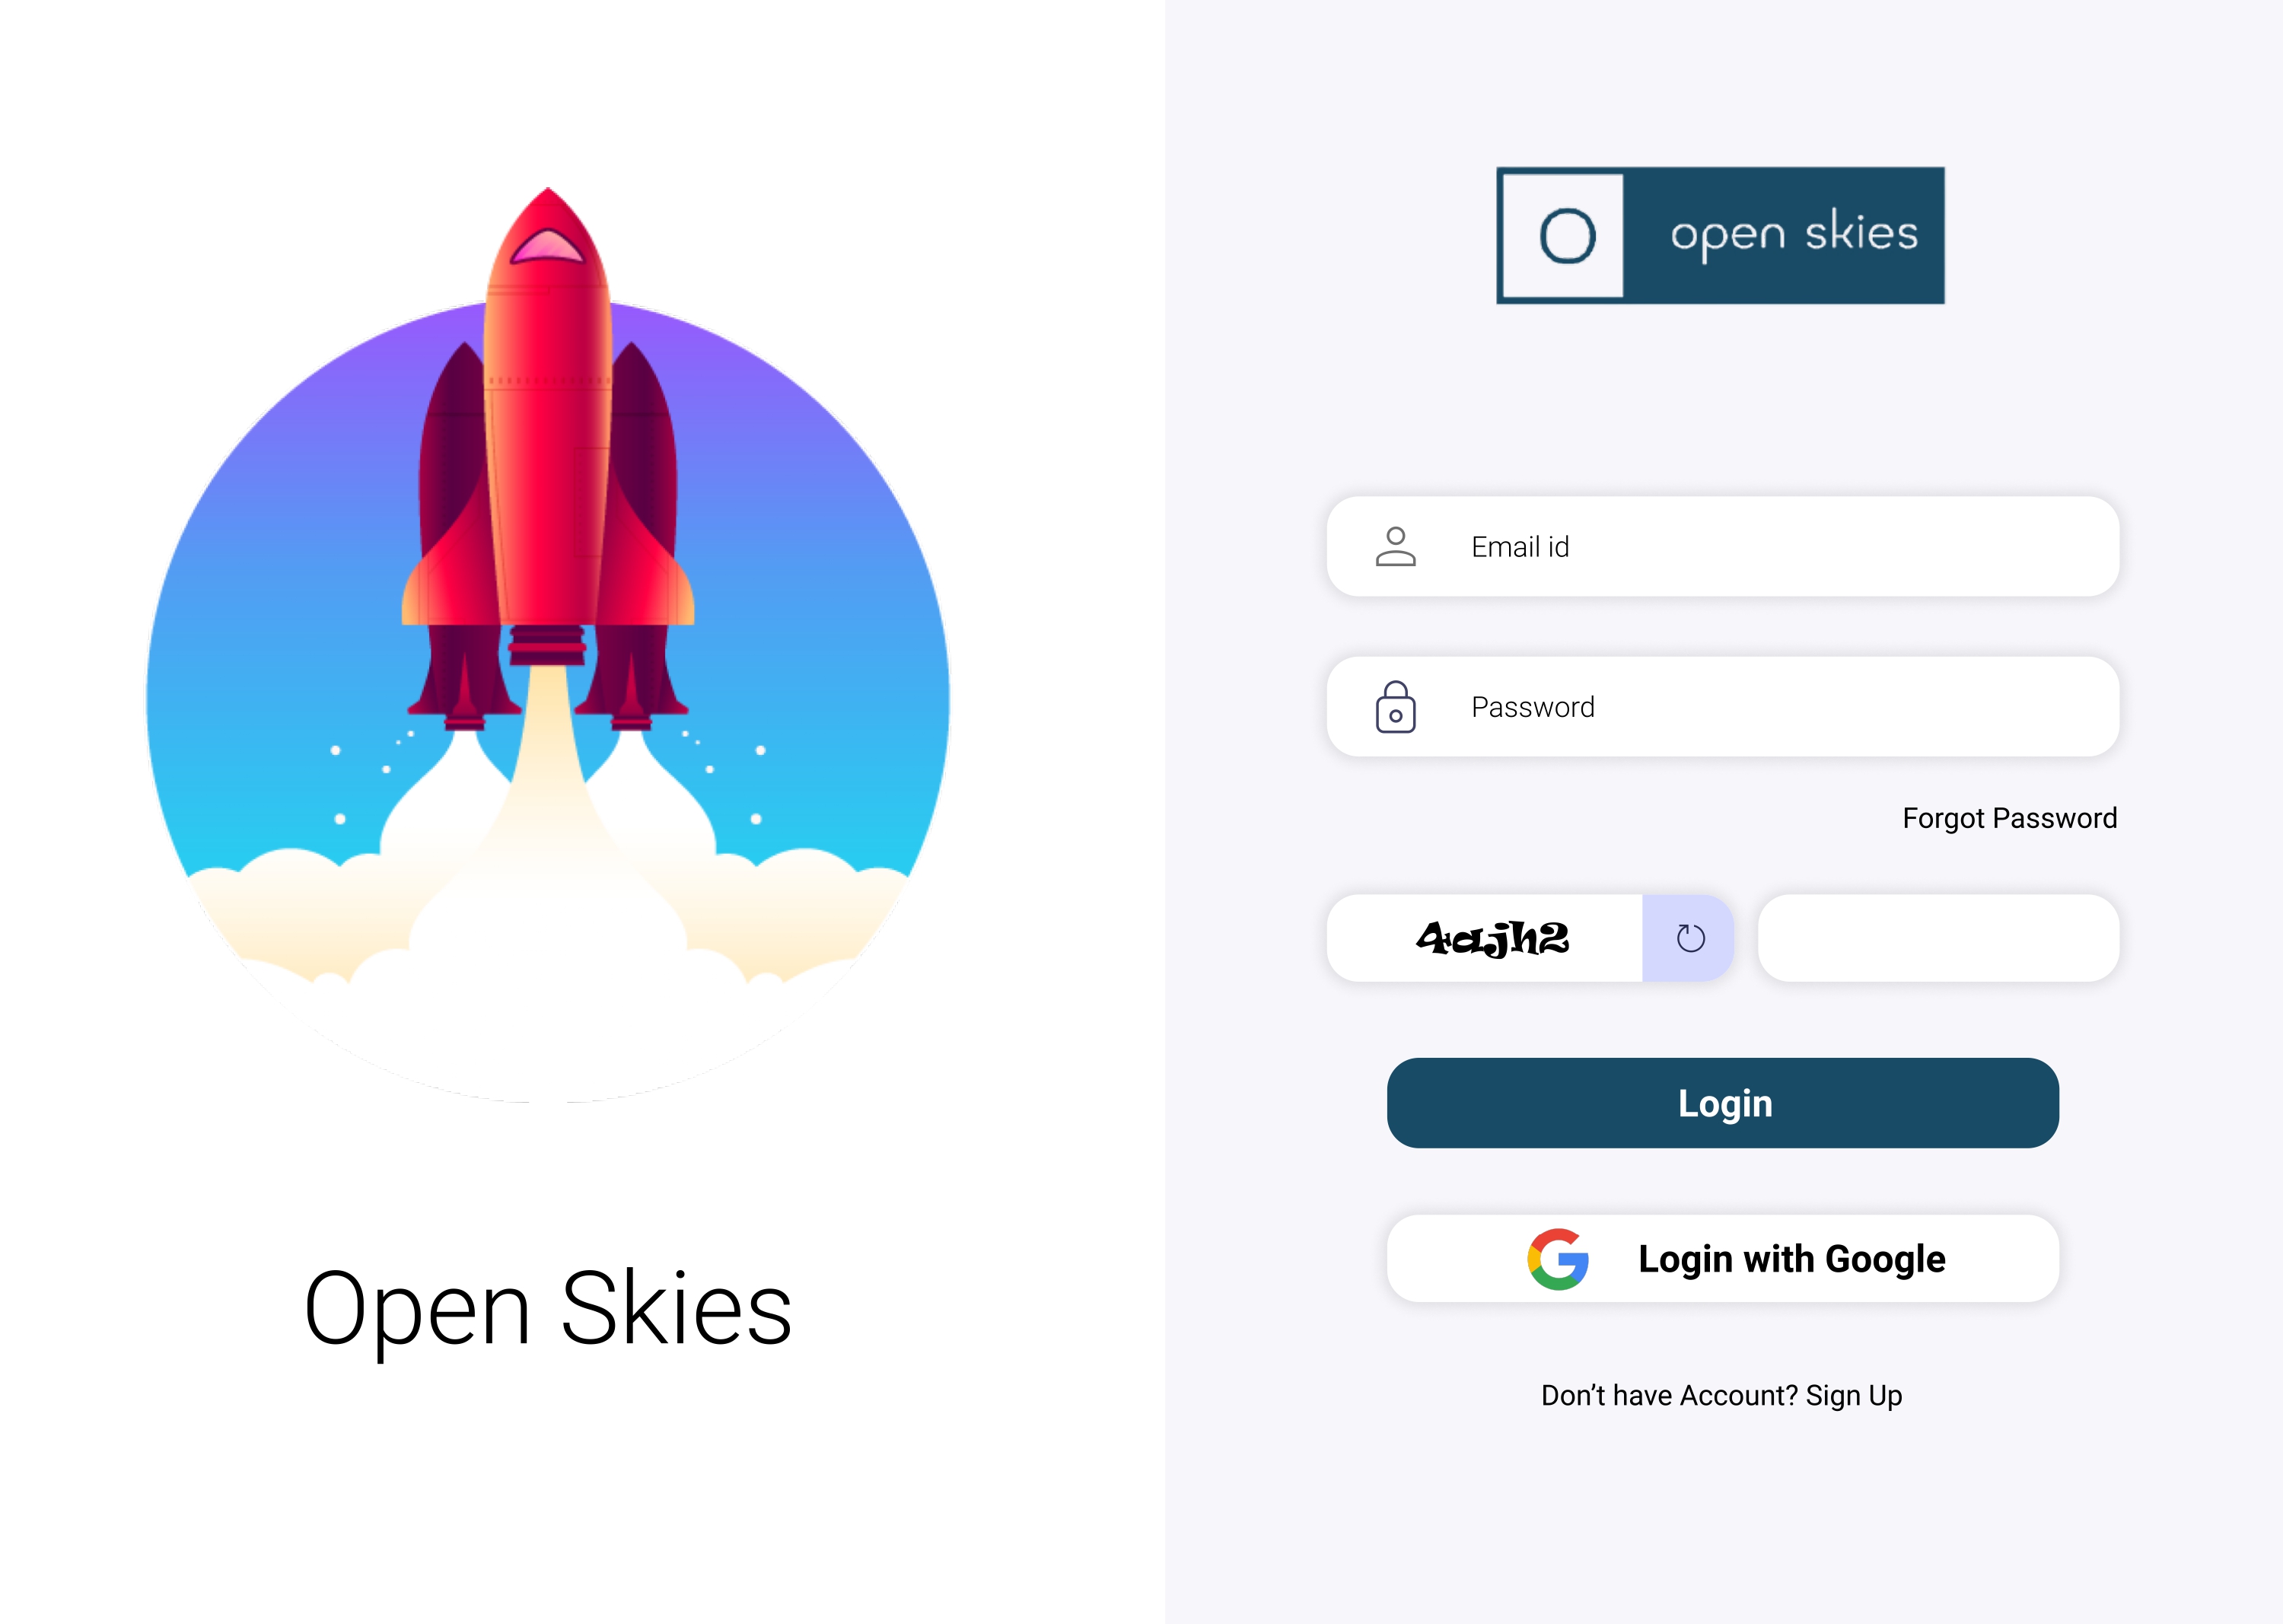 Open Skies
O open skies
Email id
Password
Forgot Password
4ajh2
Login
Login with Google
Don’t have Account? Sign Up